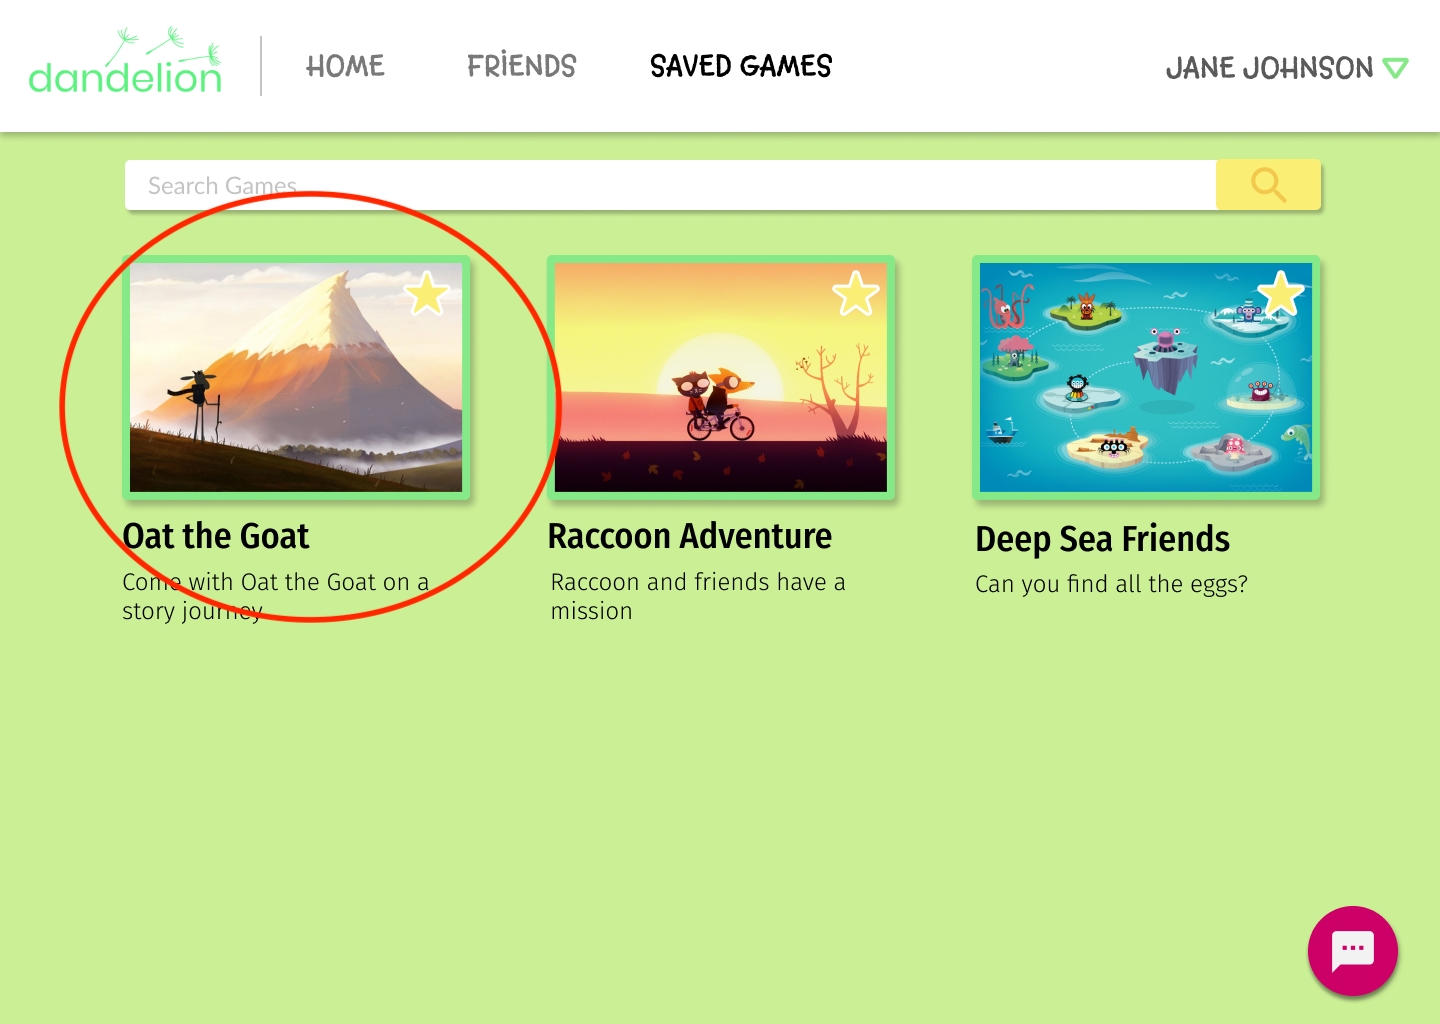 dandelion
HOME
FRIENDS
SAVED GAMES
JANE JOHNSON
Search Games
Oat the Goat
Come with Oat the Goat on a
story journey
Raccoon Adventure
Raccoon and friends have a
mission
Deep Sea Friends
Can you find all the eggs?